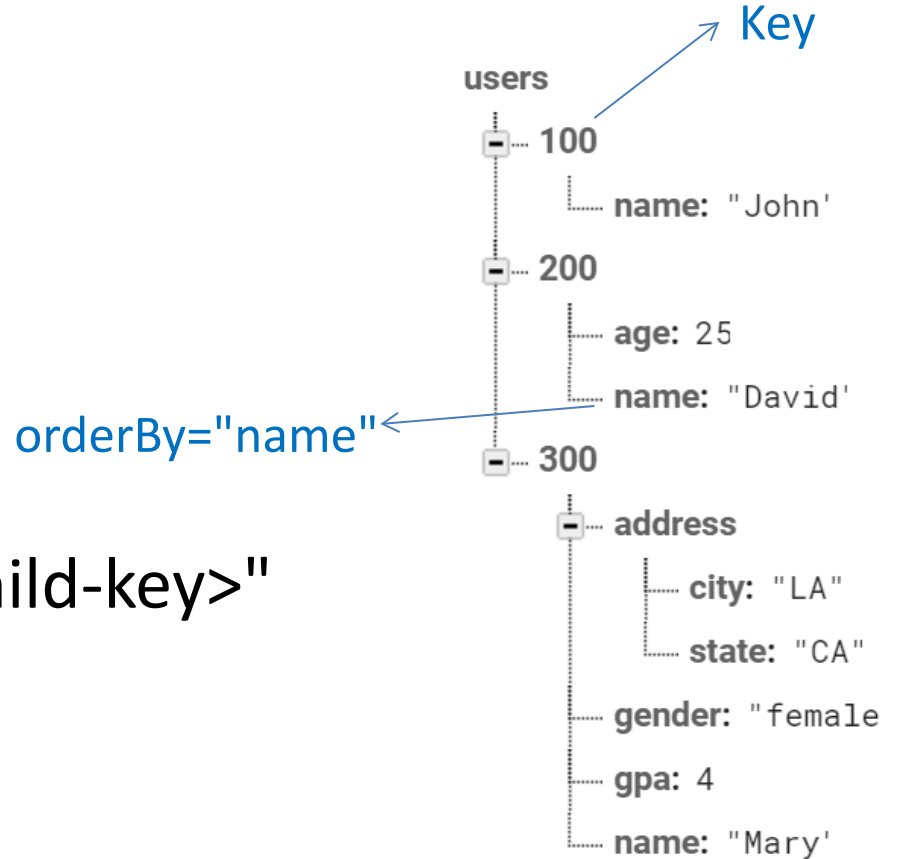 Key
users
100
name: "John'
200
age: 25
name: "David'
orderBy="name"
300
address
ild-key>"
city: "LA"
state: "CA"
gender: "female
gpa: 4
name: "Mary'